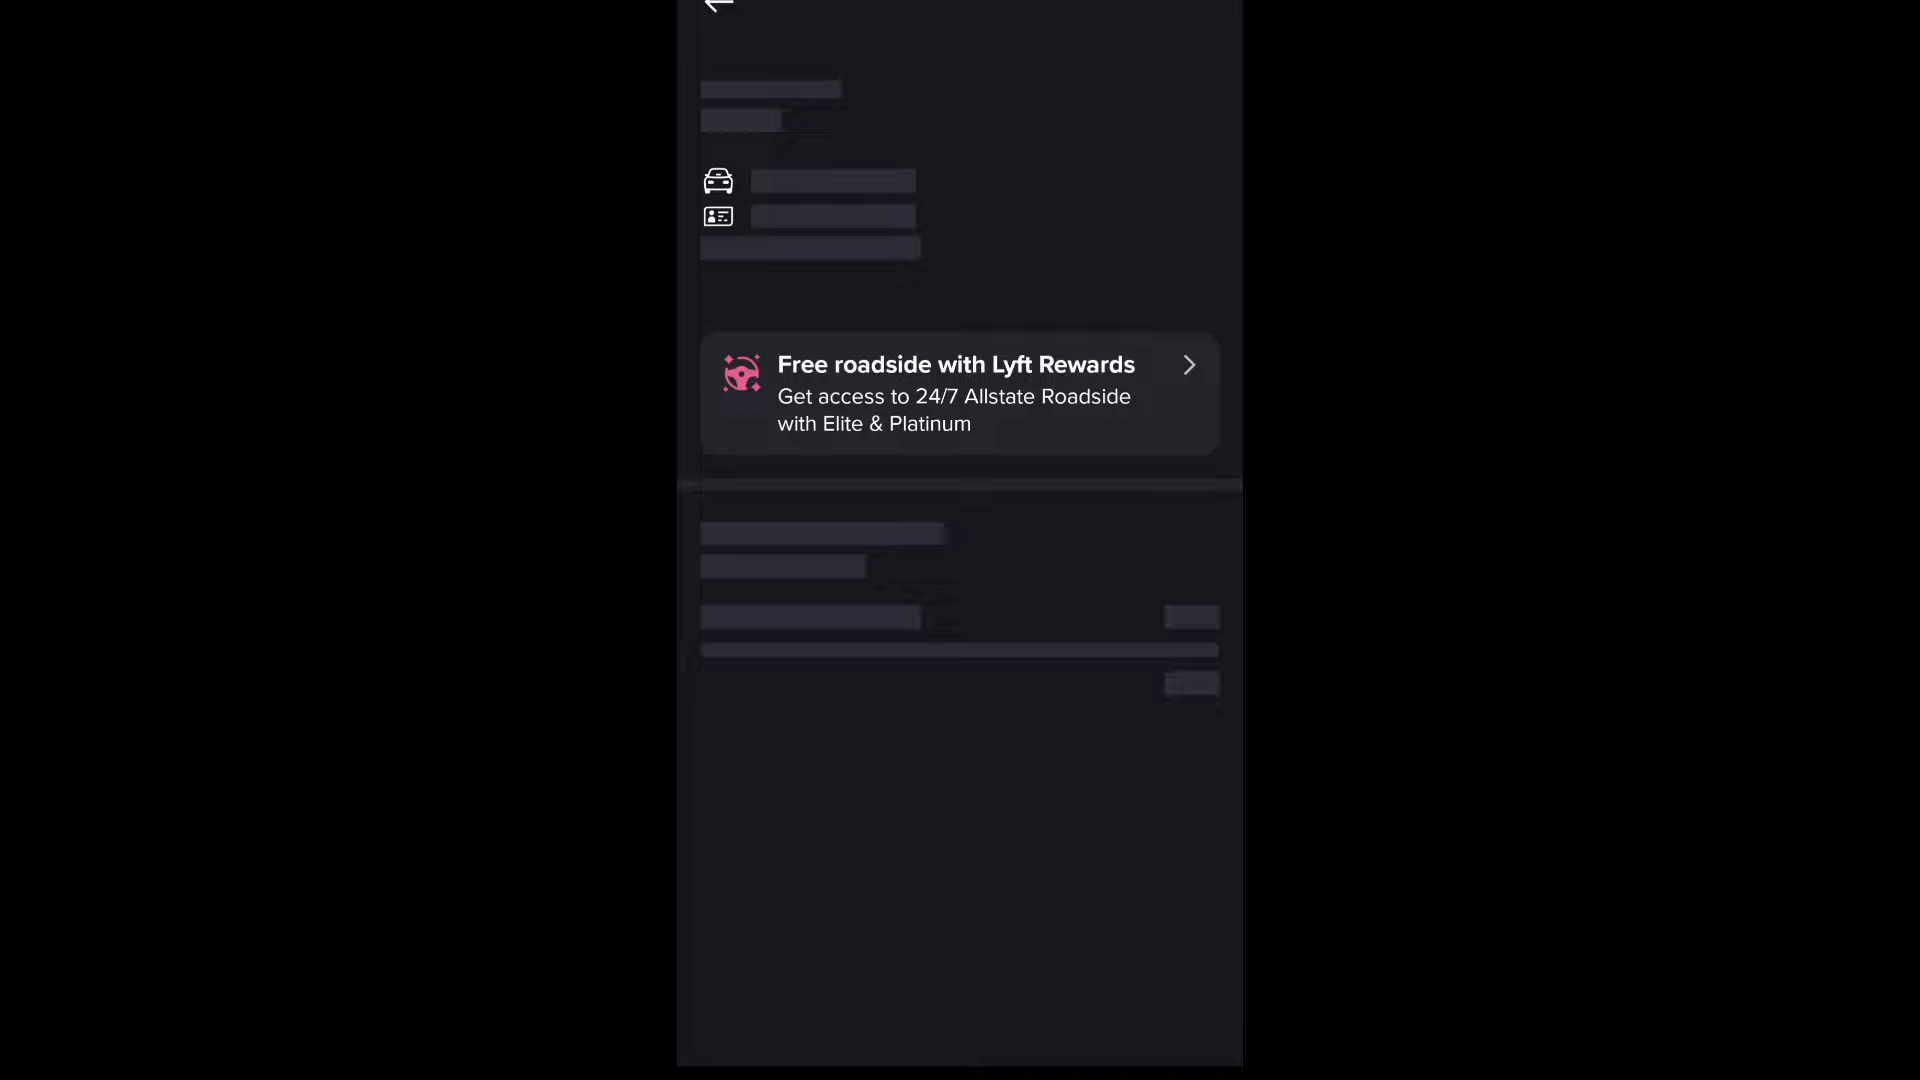 Free roadside with Lyft Rewards
Get access to 24/7 Allstate Roadside
with Elite & Platinum